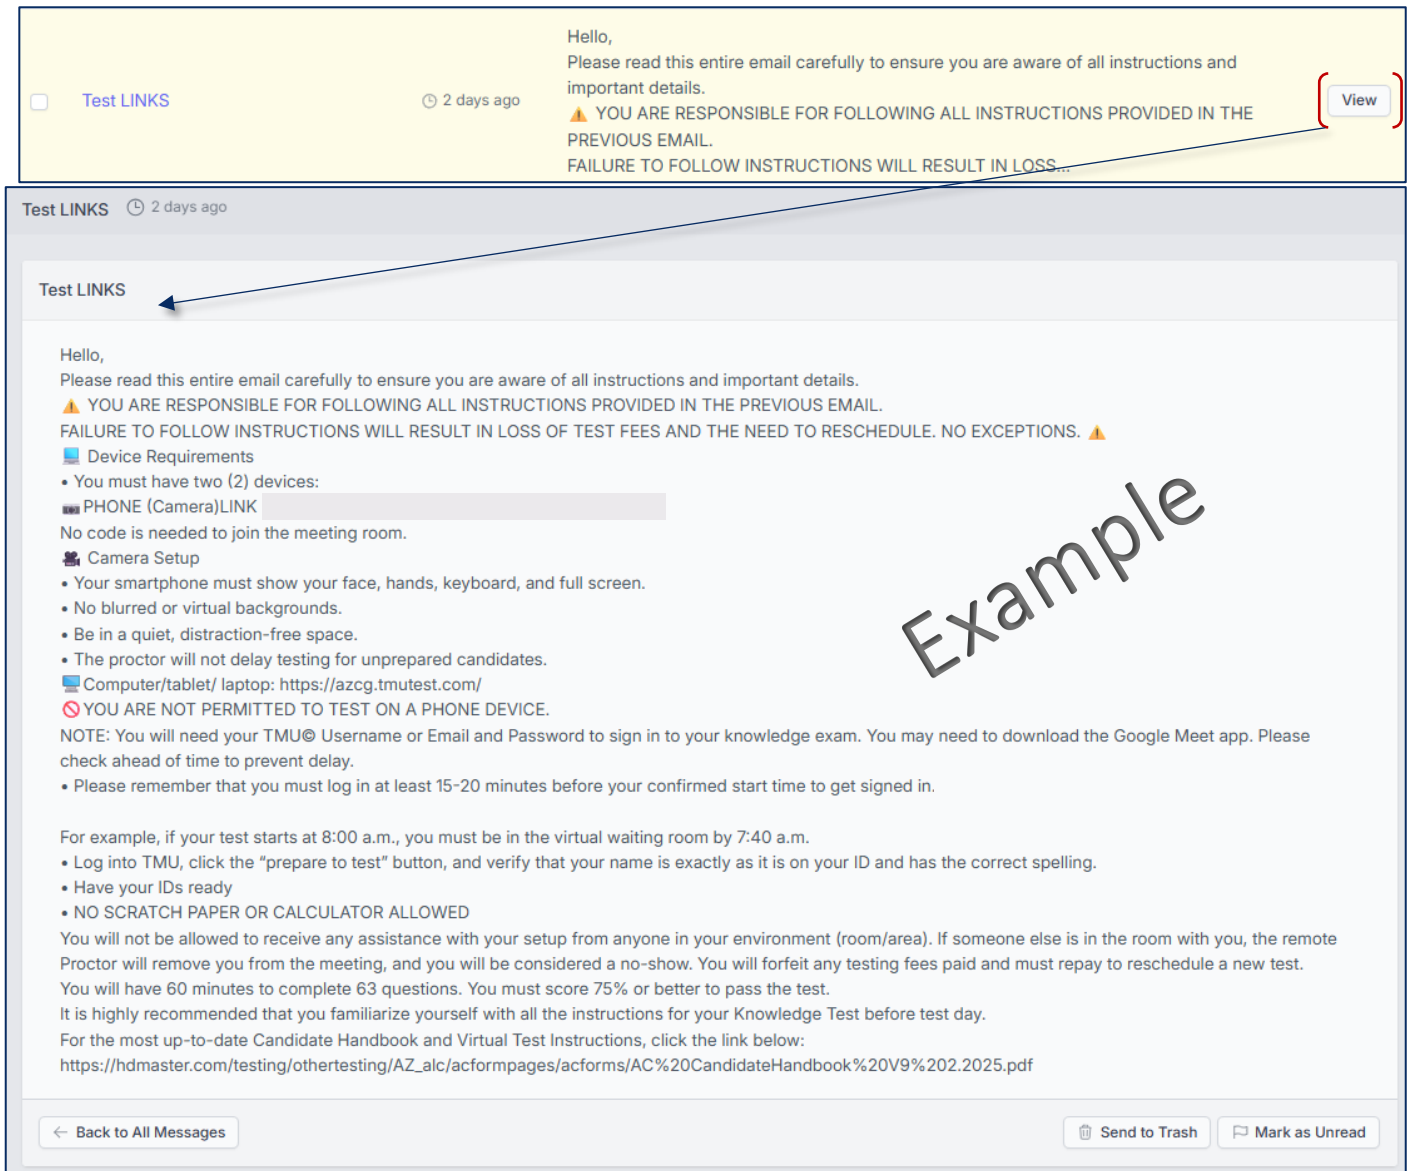 Hello,
Please read this entire email carefully to ensure you are aware of all instructions and
important details.
Test LINKS
2 days ago
View
⚠ YOU ARE RESPONSIBLE FOR FOLLOWING ALL INSTRUCTIONS PROVIDED IN THE
PREVIOUS EMAIL.
FAILURE TO FOLLOW INSTRUCTIONS WILL RESULT IN LOSS...
Test LINKS 2 days ago
Test LINKS
Hello,
Please read this entire email carefully to ensure you are aware of all instructions and important details.
⚠ YOU ARE RESPONSIBLE FOR FOLLOWING ALL INSTRUCTIONS PROVIDED IN THE PREVIOUS EMAIL.
FAILURE TO FOLLOW INSTRUCTIONS WILL RESULT IN LOSS OF TEST FEES AND THE NEED TO RESCHEDULE. NO EXCEPTIONS. ⚠
Device Requirements
• You must have two (2) devices:
PHONE (Camera)LINK
No code is needed to join the meeting room.
Camera Setup
• Your smartphone must show your face, hands, keyboard, and full screen.
• No blurred or virtual backgrounds.
• Be in a quiet, distraction-free space.
• The proctor will not delay testing for unprepared candidates.
Computer/tablet/ laptop: https://azcg.tmutest.com/
YOU ARE NOT PERMITTED TO TEST ON A PHONE DEVICE.
NOTE: You will need your TMU© Username or Email and Password to sign in to your knowledge exam. You may need to download the Google Meet app. Please
check ahead of time to prevent delay.
• Please remember that you must log in at least 15-20 minutes before your confirmed start time to get signed in.
For example, if your test starts at 8:00 a.m., you must be in the virtual waiting room by 7:40 a.m.
• Log into TMU, click the “prepare to test” button, and verify that your name is exactly as it is on your ID and has the correct spelling.
• Have your IDs ready
• NO SCRATCH PAPER OR CALCULATOR ALLOWED
You will not be allowed to receive any assistance with your setup from anyone in your environment (room/area). If someone else is in the room with you, the remote
Proctor will remove you from the meeting, and you will be considered a no-show. You will forfeit any testing fees paid and must repay to reschedule a new test.
You will have 60 minutes to complete 63 questions. You must score 75% or better to pass the test.
It is highly recommended that you familiarize yourself with all the instructions for your Knowledge Test before test day.
For the most up-to-date Candidate Handbook and Virtual Test Instructions, click the link below:
https://hdmaster.com/testing/othertesting/AZ_alc/acformpages/acforms/AC%20CandidateHandbook%20V9%202.2025.pdf
Example
← Back to All Messages
Send to Trash
Mark as Unread